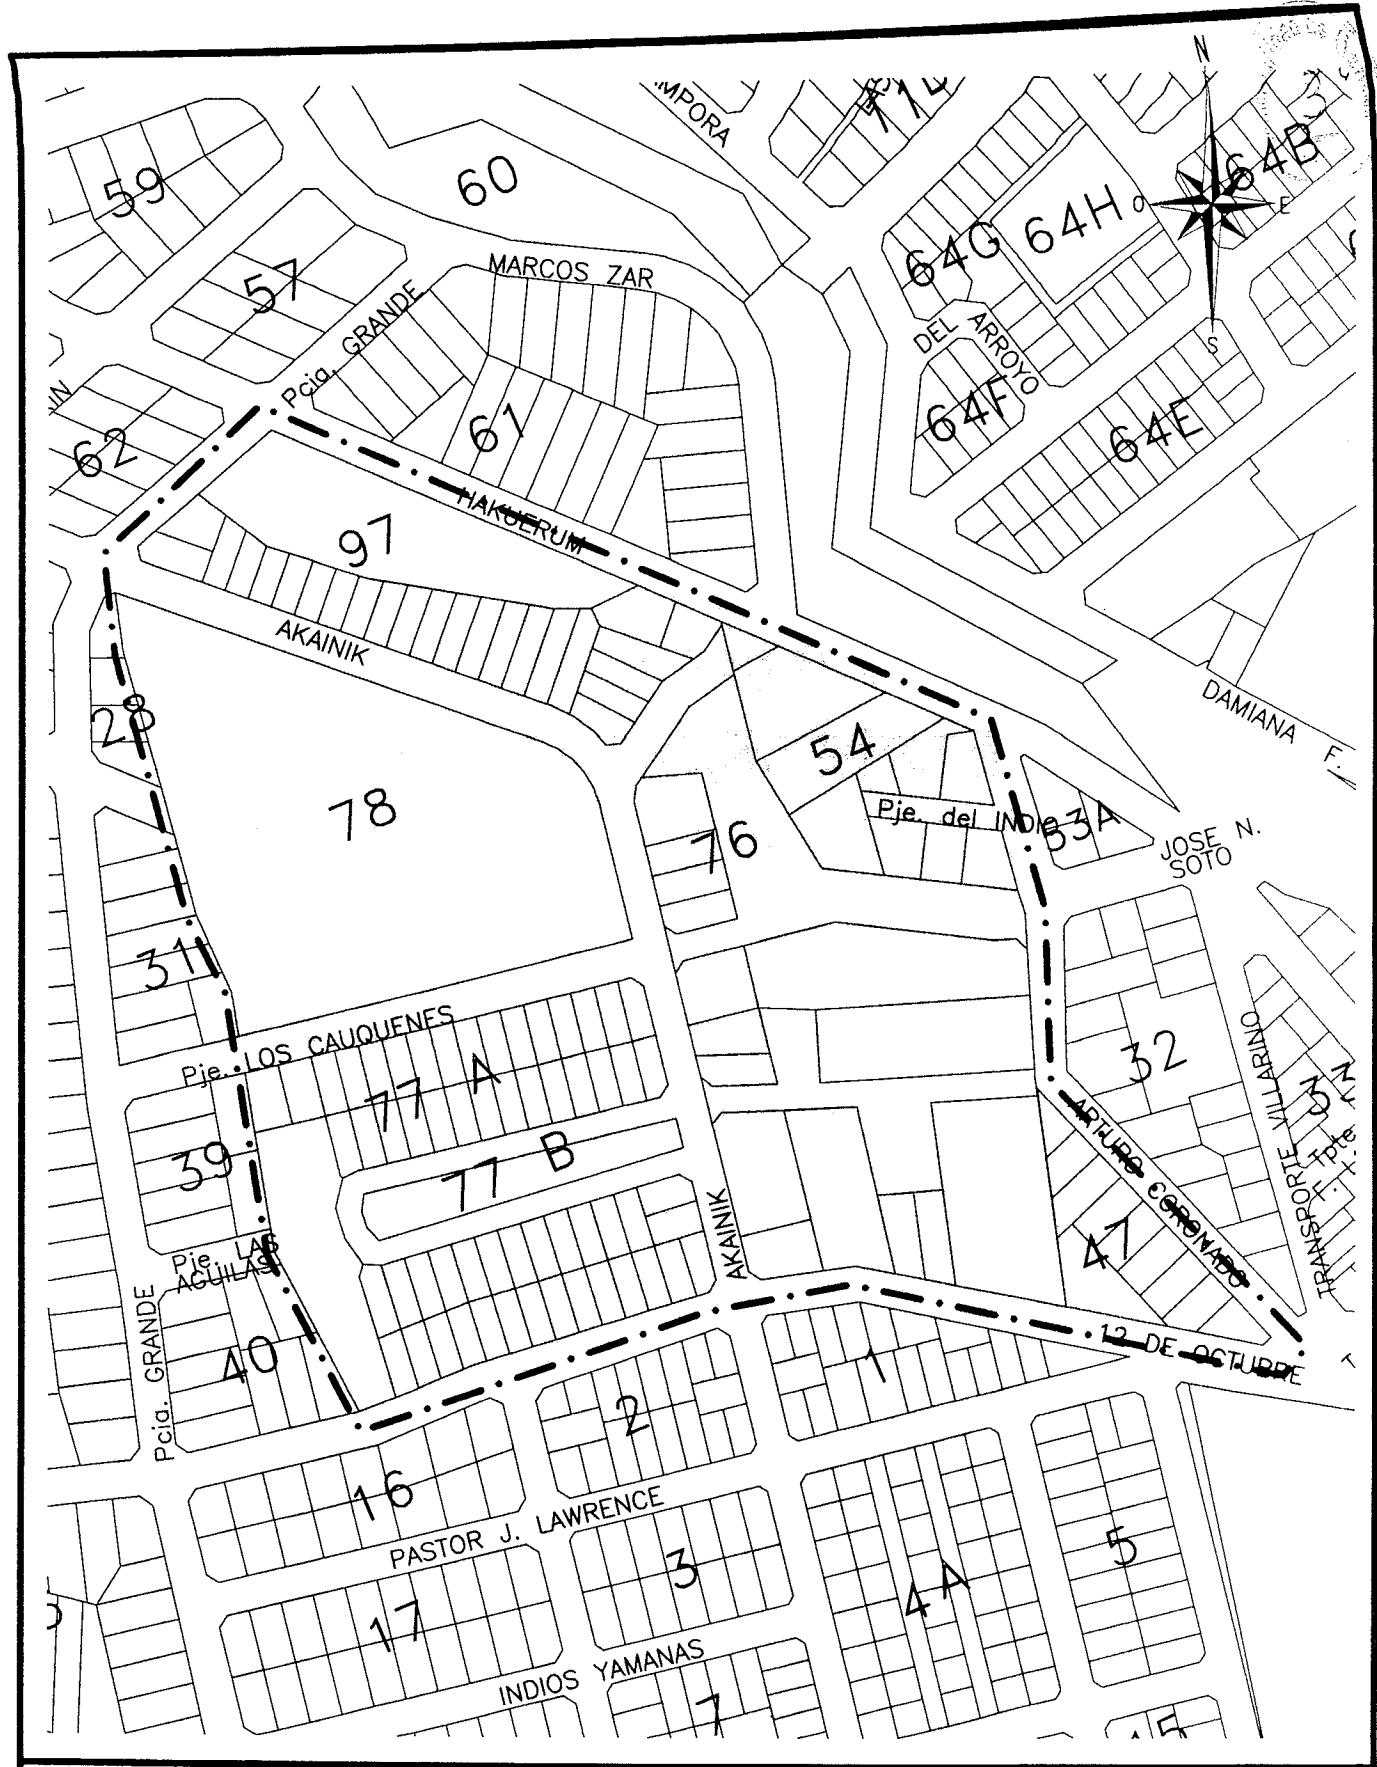 N
O
E
S
64B
64H
64G
59
60
57
MARCOS ZAR
Pcia. GRANDE
DEL ARROYO
64F
64E
62
61
HAKUERUM
97
AKAINIK
DAMIANA F.
28
54
78
Pje. del INDIO
53A
76
JOSE N.
SOTO
31
Pje. LOS CAUQUENES
77 A
32
TRANSPORTE VILLARINO
39
77 B
ARTURO CORONADO
AKAINIK
47
Pje. LAS
AGUILAS
Pcia. GRANDE
40
12 DE OCTUBRE
1
2
16
PASTOR J. LAWRENCE
3
4A
5
17
INDIOS YAMANAS
7